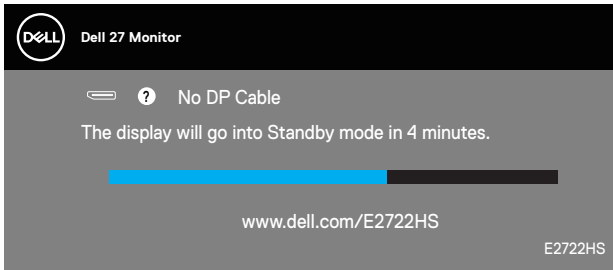 DELL
Dell 27 Monitor
? No DP Cable
The display will go into Standby mode in 4 minutes.
www.dell.com/E2722HS
E2722HS